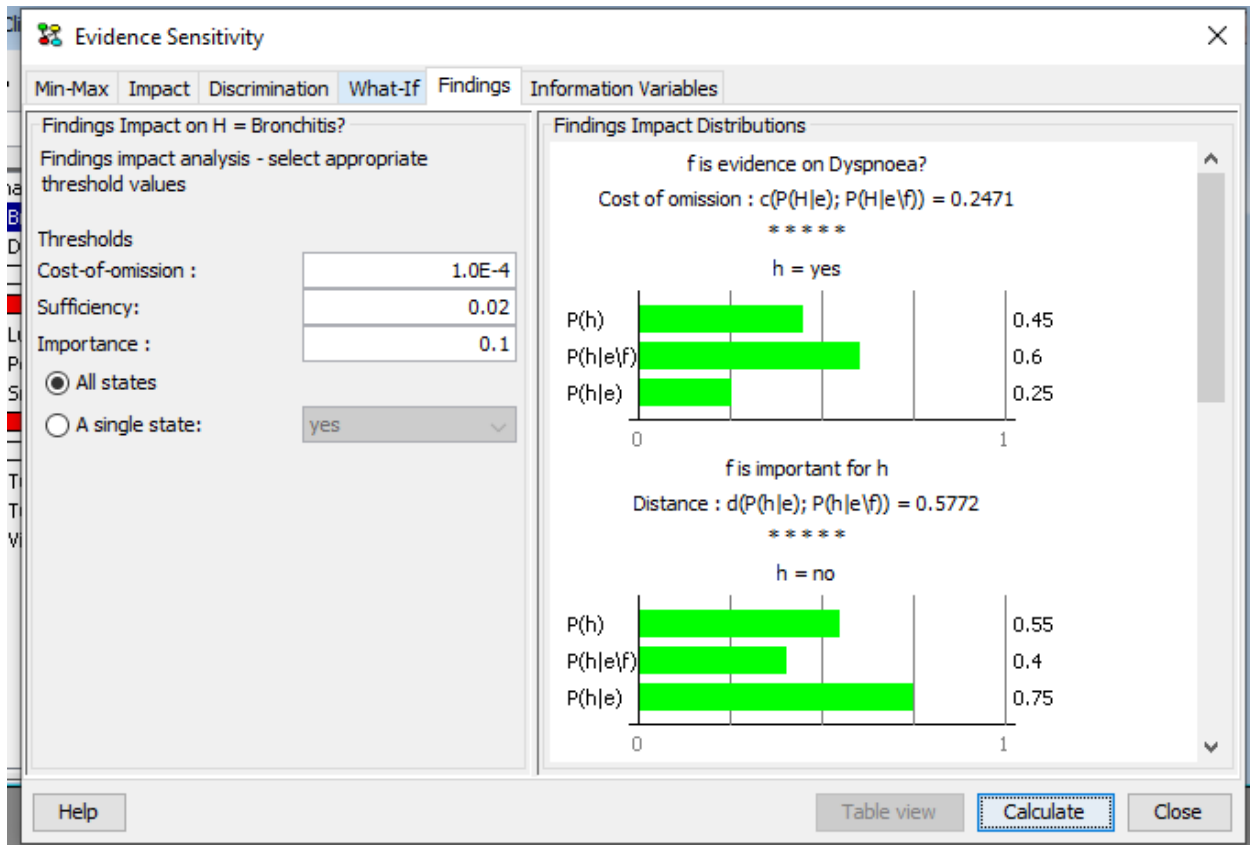 Evidence Sensitivity
Min-Max Impact Discrimination What-If Findings Information Variables
Findings Impact on H = Bronchitis?
Findings impact analysis - select appropriate
threshold values
Thresholds
Cost-of-omission : 1.0E-4
Sufficiency: 0.02
Importance : 0.1
All states
A single state: yes
Findings Impact Distributions
f is evidence on Dyspnoea?
Cost of omission : c(P(H|e); P(H|e\f)) = 0.2471
* * * * *
h = yes
P(h) 0.45
P(h|e\f) 0.6
P(h|e) 0.25
0 1
f is important for h
Distance : d(P(h|e); P(h|e\f)) = 0.5772
* * * * *
h = no
P(h) 0.55
P(h|e\f) 0.4
P(h|e) 0.75
0 1
Help Table view Calculate Close